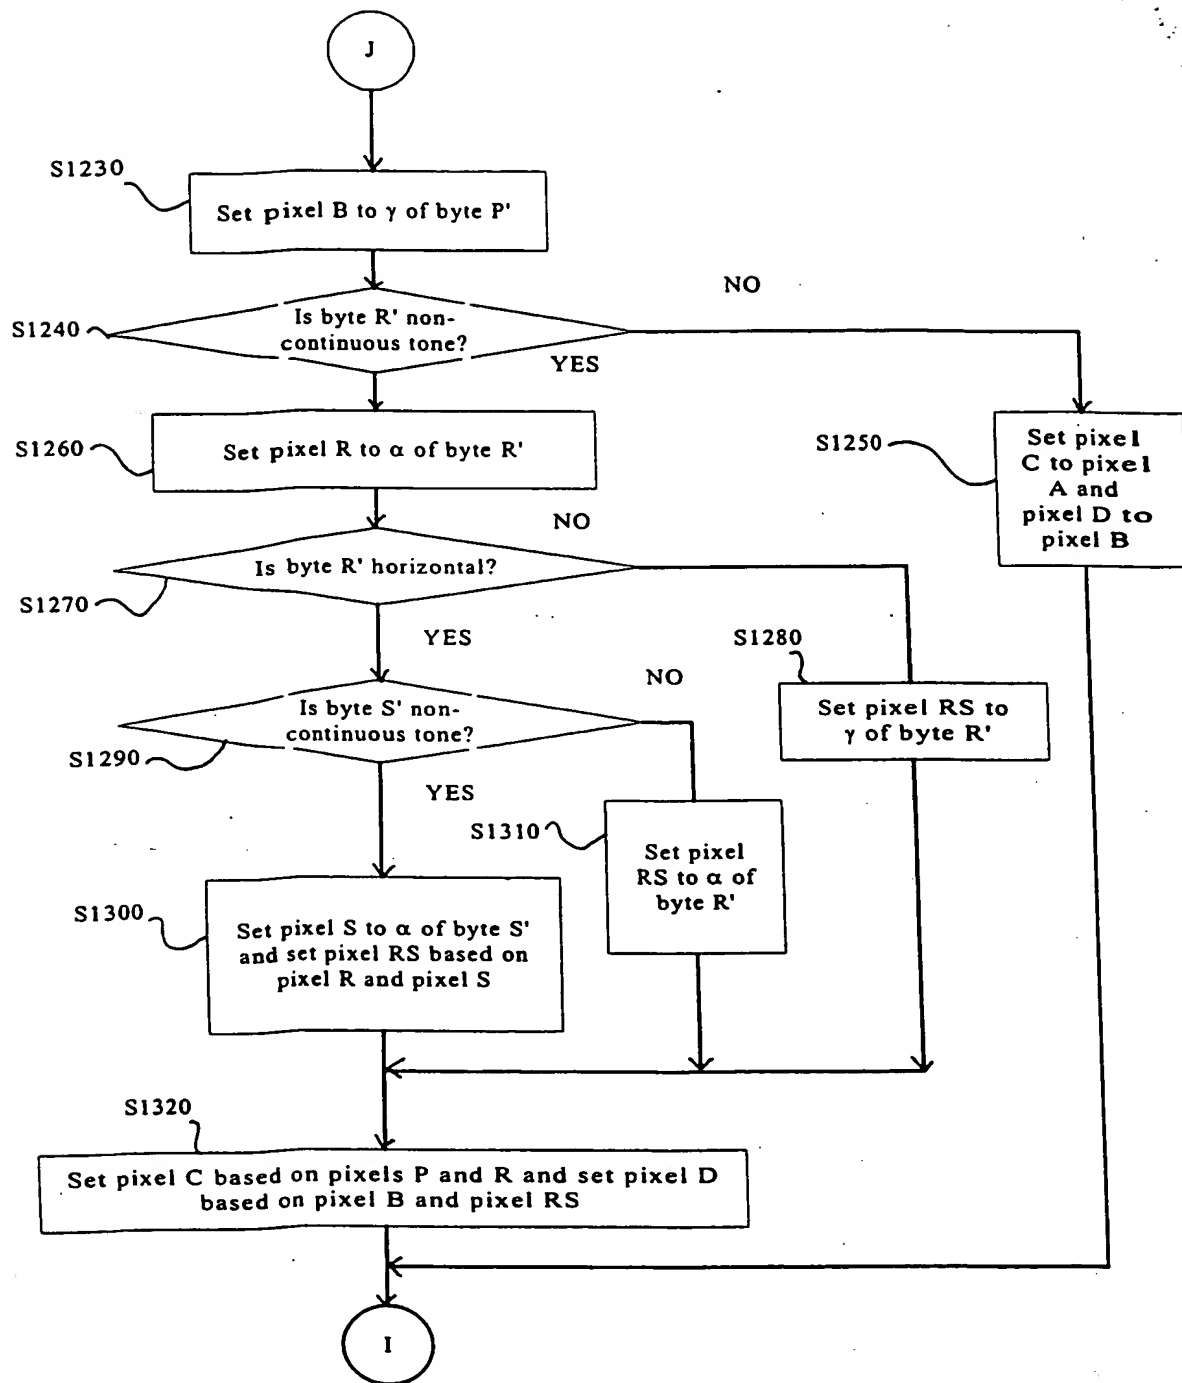 J
S1230
Set pixel B to γ of byte P'
NO
S1240
Is byte R' non-
continuous tone?
YES
S1260
Set pixel R to α of byte R'
S1250
Set pixel
C to pixel
A and
pixel D to
pixel B
NO
Is byte R' horizontal?
S1270
YES
S1280
Set pixel RS to
γ of byte R'
NO
Is byte S' non-
continuous tone?
S1290
YES
S1310
Set pixel
RS to α of
byte R'
S1300
Set pixel S to α of byte S'
and set pixel RS based on
pixel R and pixel S
S1320
Set pixel C based on pixels P and R and set pixel D
based on pixel B and pixel RS
I